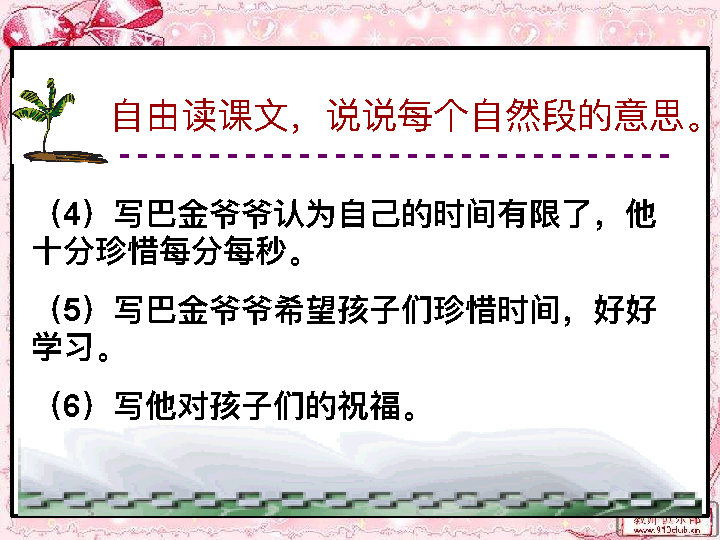 自由读课文，说说每个自然段的意思。
（4）写巴金爷爷认为自己的时间有限了，他
十分珍惜每分每秒。
（5）写巴金爷爷希望孩子们珍惜时间，好好
学习。
（6）写他对孩子们的祝福。
www.910club.cn